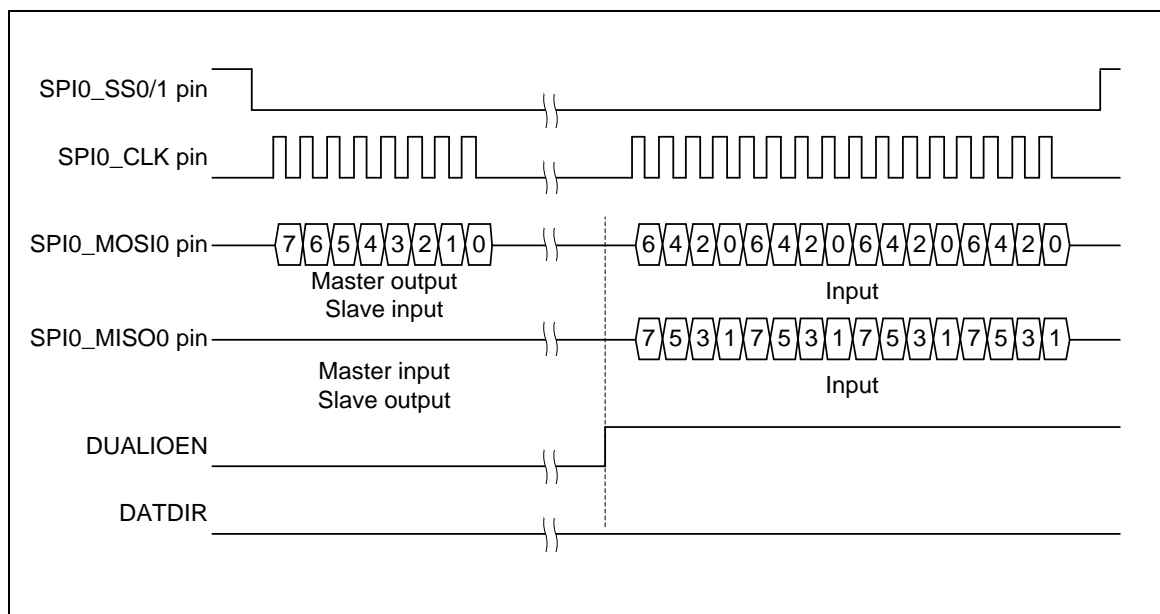 SPI0_SS0/1 pin
SPI0_CLK pin
SPI0_MOSI0 pin 7 6 5 4 3 2 1 0 6 4 2 0 6 4 2 0 6 4 2 0 6 4 2 0
Master output
Slave input
Input
SPI0_MISO0 pin 7 5 3 1 7 5 3 1 7 5 3 1 7 5 3 1
Master input
Slave output
Input
DUALIOEN
DATDIR